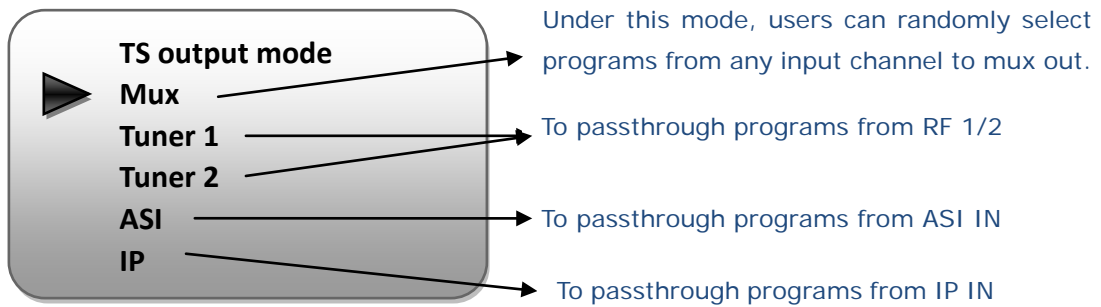 TS output mode
Mux
Tuner 1
Tuner 2
ASI
IP
Under this mode, users can randomly select
programs from any input channel to mux out.
To passthrough programs from RF 1/2
To passthrough programs from ASI IN
To passthrough programs from IP IN